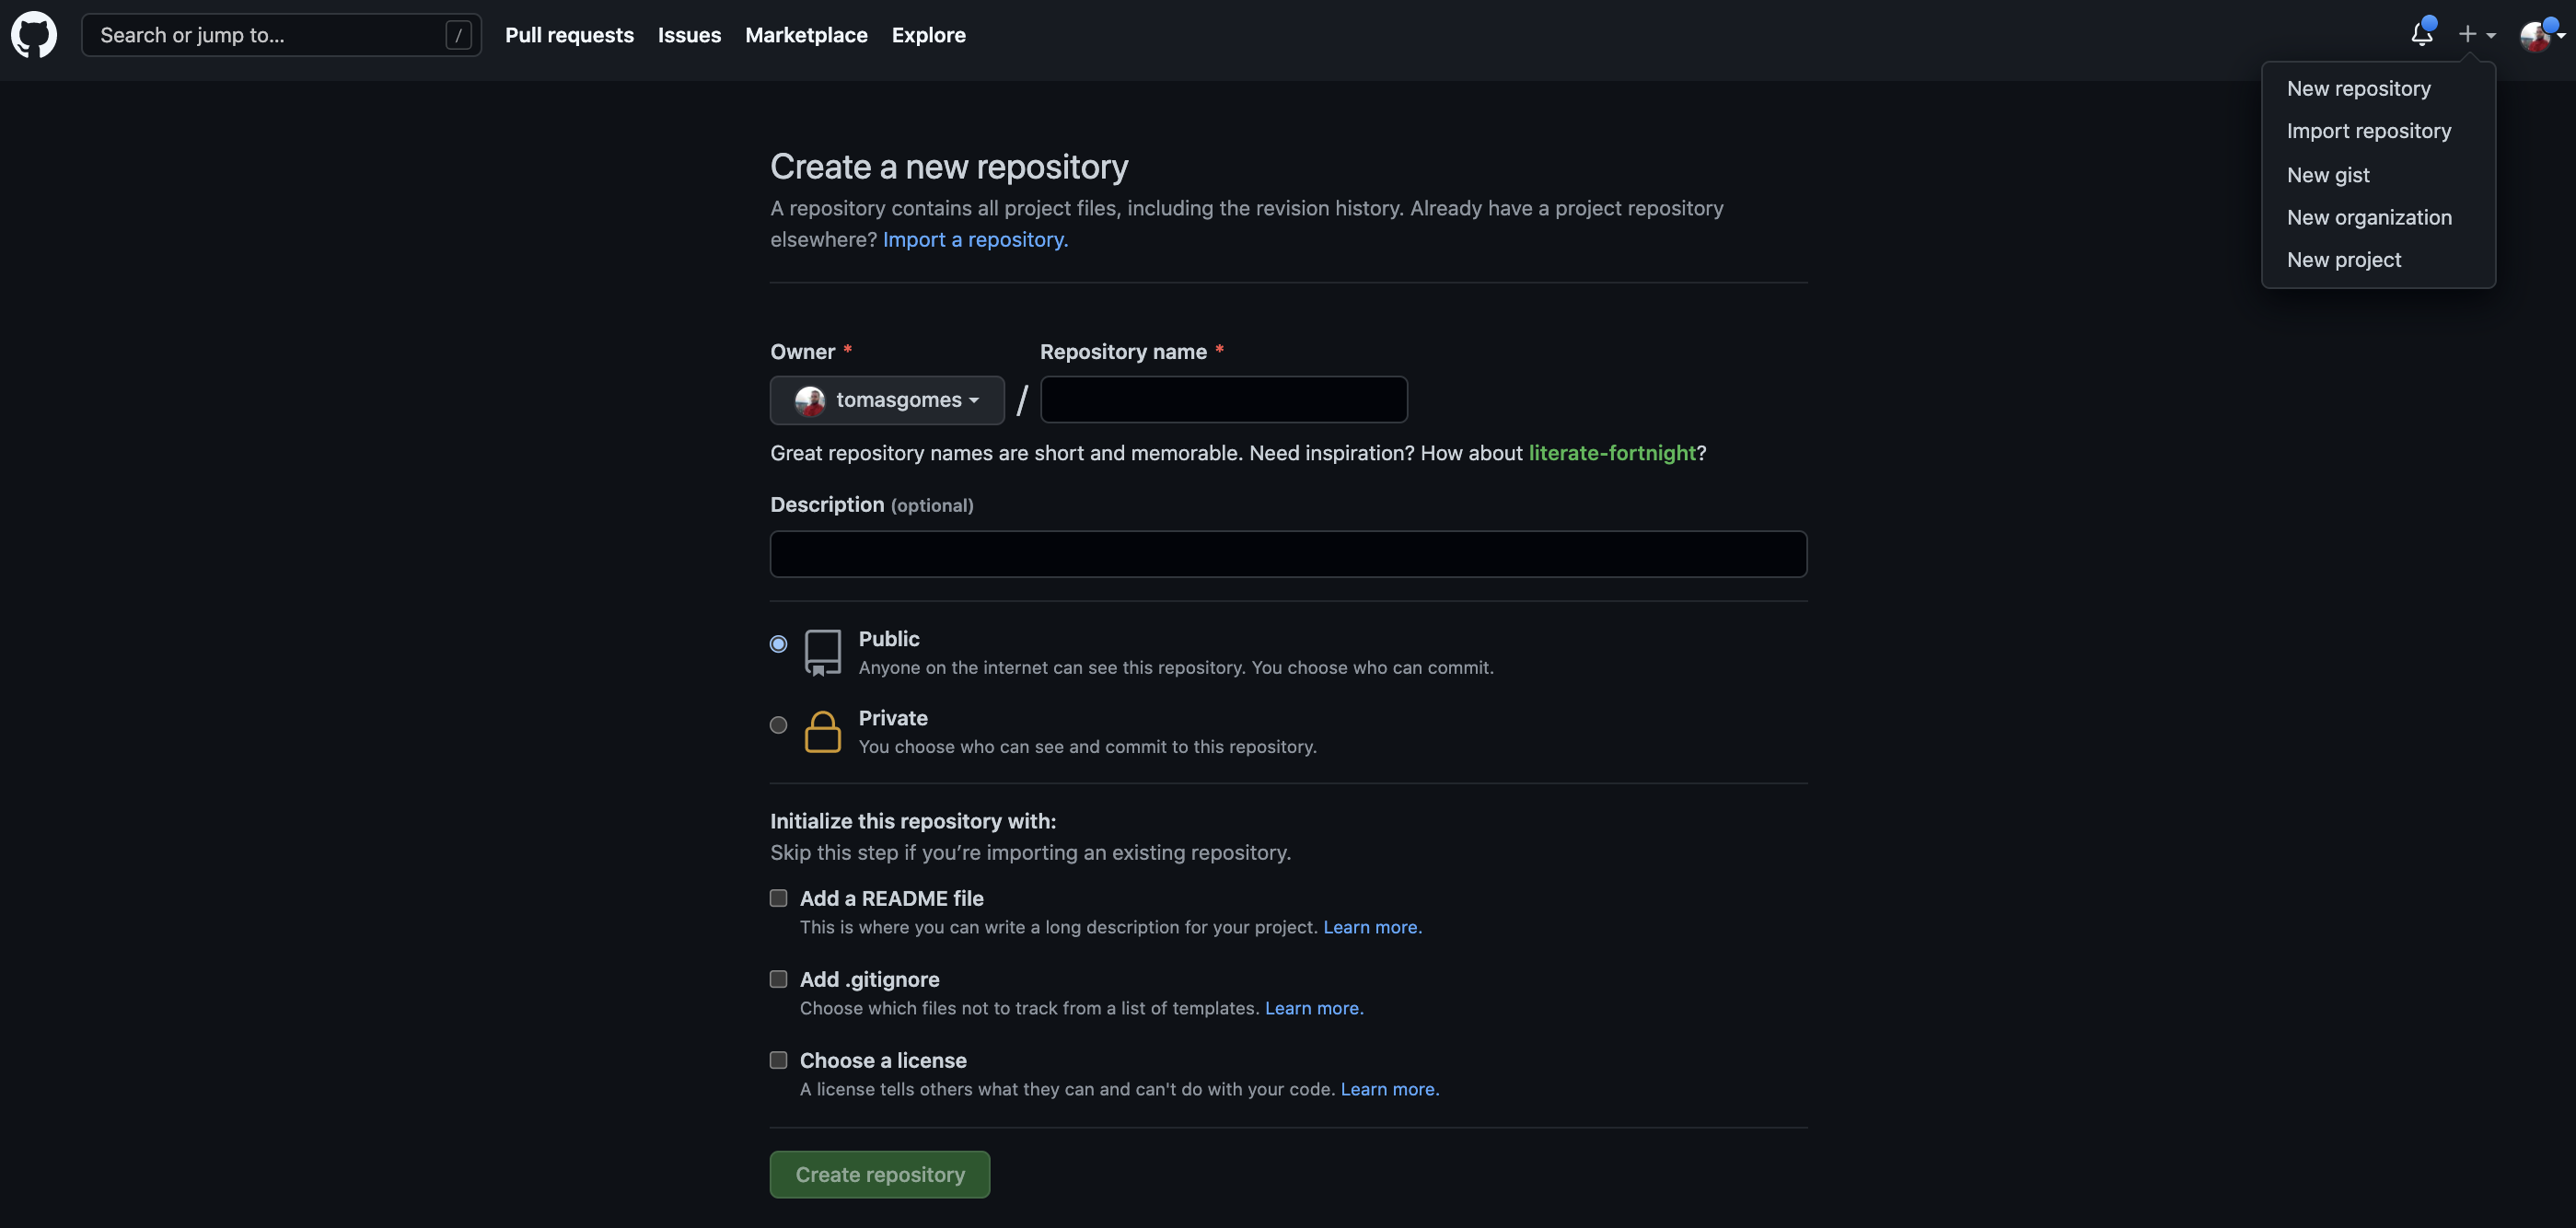 Search or jump to... /
Pull requests Issues Marketplace Explore
New repository
Import repository
New gist
New organization
New project
Create a new repository
A repository contains all project files, including the revision history. Already have a project repository
elsewhere? Import a repository.
Owner * Repository name *
tomasgomes /
Great repository names are short and memorable. Need inspiration? How about literate-fortnight?
Description (optional)
Public
Anyone on the internet can see this repository. You choose who can commit.
Private
You choose who can see and commit to this repository.
Initialize this repository with:
Skip this step if you’re importing an existing repository.
Add a README file
This is where you can write a long description for your project. Learn more.
Add .gitignore
Choose which files not to track from a list of templates. Learn more.
Choose a license
A license tells others what they can and can't do with your code. Learn more.
Create repository